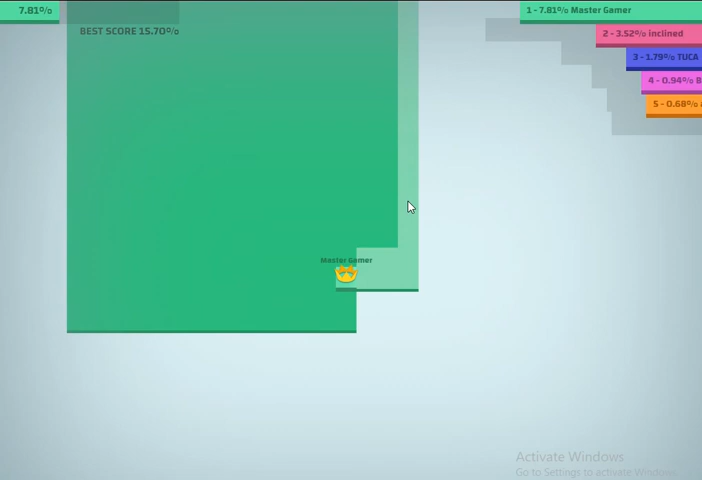 7.81%
BEST SCORE 15.70%
1 - 7.81% Master Gamer
2 - 3.52% inclined
3 - 1.79% TUCA
4 - 0.94% B
5 - 0.68%
Master Gamer
Activate Windows
Go to Settings to activate Windows.